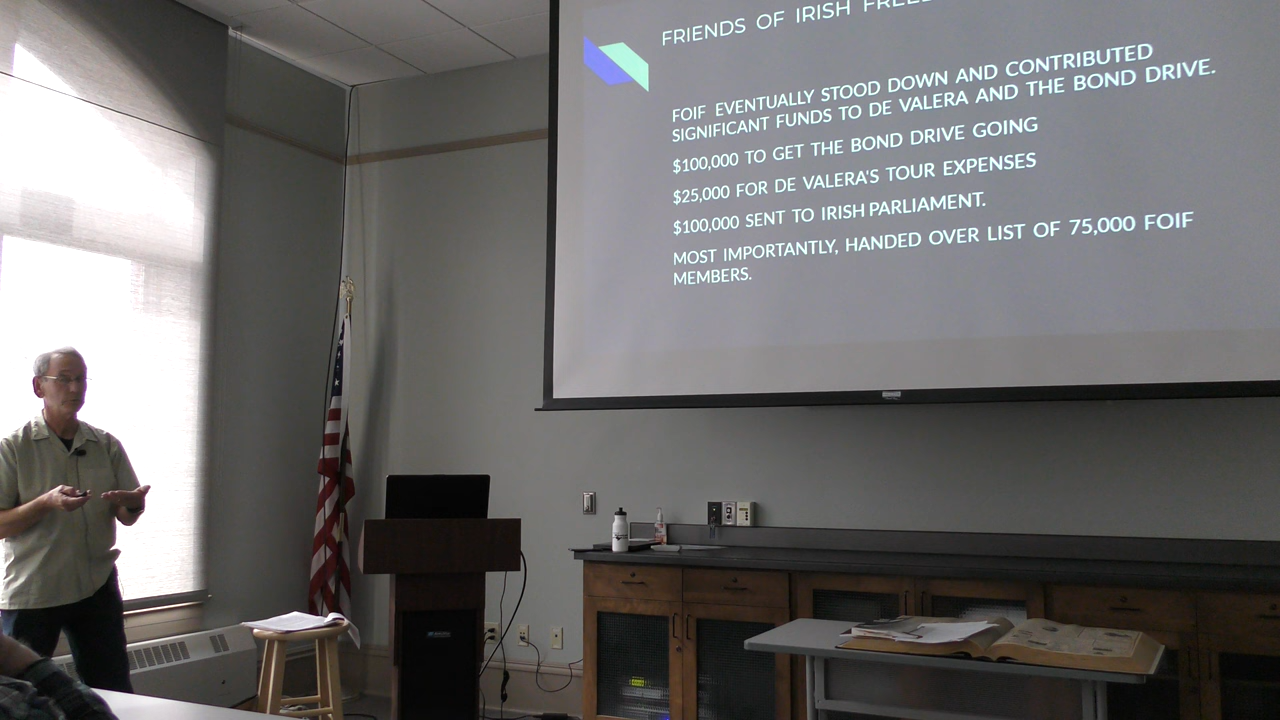 FRIENDS OF IRISH
FOIF EVENTUALLY STOOD DOWN AND CONTRIBUTED
SIGNIFICANT FUNDS TO DE VALERA AND THE BOND DRIVE.
$100,000 TO GET THE BOND DRIVE GOING
$25,000 FOR DE VALERA'S TOUR EXPENSES
$100,000 SENT TO IRISH PARLIAMENT.
MOST IMPORTANTLY, HANDED OVER LIST OF 75,000 FOIF
MEMBERS.